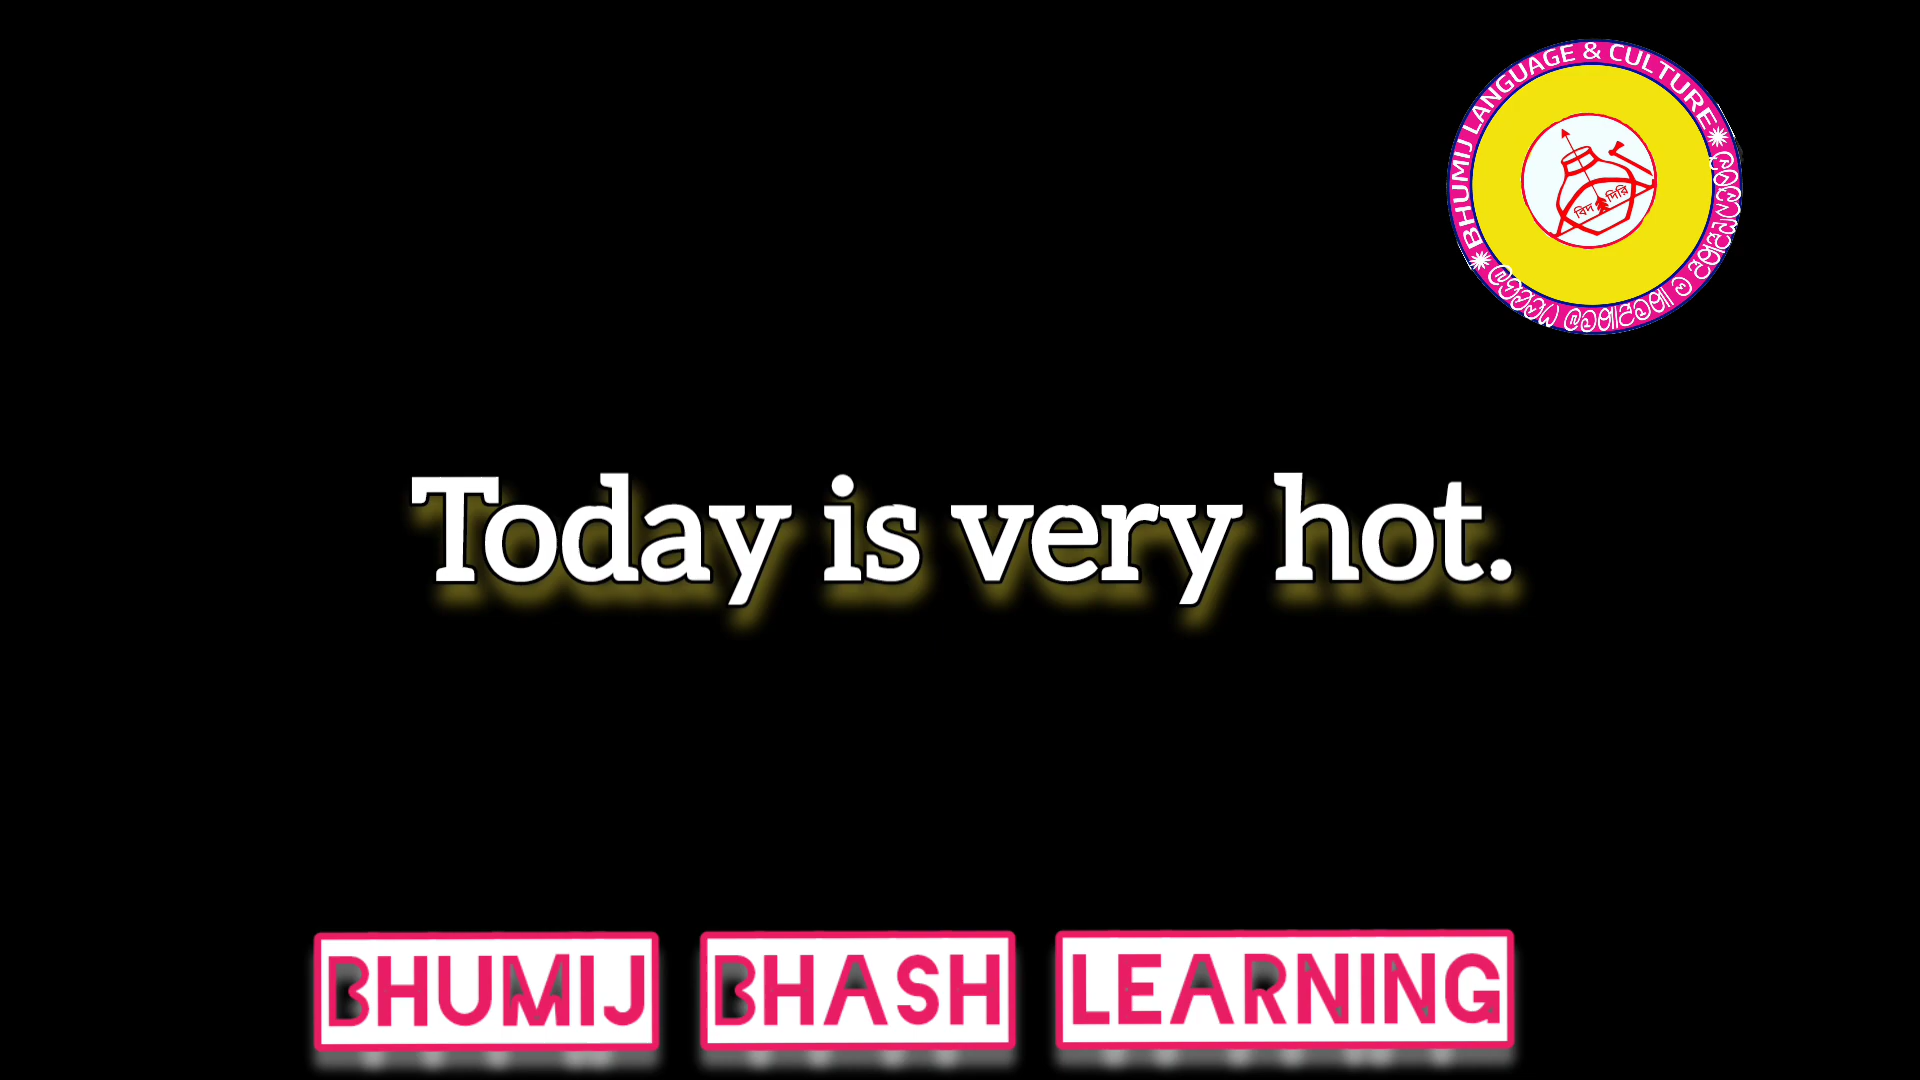 BHUMIJ LANGUAGE & CULTURE
বিদ দিরি
Today is very hot.
BHUMIJ BHASH LEARNING